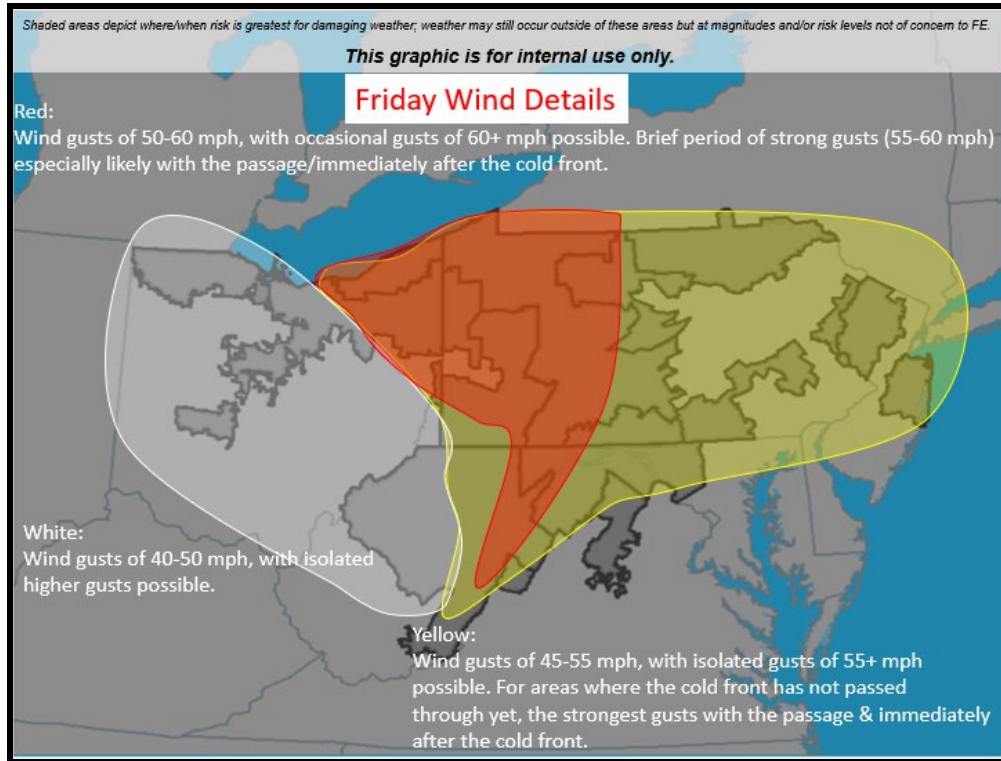 Shaded areas depict where/when risk is greatest for damaging weather; weather may still occur outside of these areas but at magnitudes and/or risk levels not of concern to FE.
This graphic is for internal use only.
Friday Wind Details
Red:
Wind gusts of 50-60 mph, with occasional gusts of 60+ mph possible. Brief period of strong gusts (55-60 mph)
especially likely with the passage/immediately after the cold front.
White:
Wind gusts of 40-50 mph, with isolated
higher gusts possible.
Yellow:
Wind gusts of 45-55 mph, with isolated gusts of 55+ mph
possible. For areas where the cold front has not passed
through yet, the strongest gusts with the passage & immediately
after the cold front.